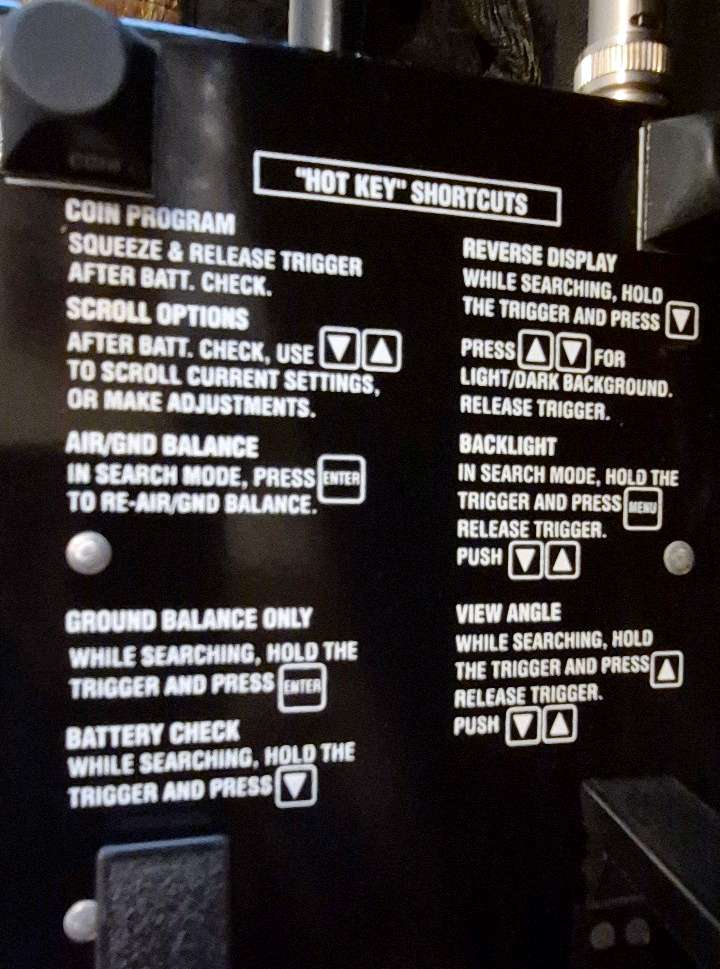 "HOT KEY" SHORTCUTS
COIN PROGRAM
SQUEEZE & RELEASE TRIGGER
AFTER BATT. CHECK.
SCROLL OPTIONS
AFTER BATT. CHECK, USE ▼ ▲
TO SCROLL CURRENT SETTINGS,
OR MAKE ADJUSTMENTS.
AIR/GND BALANCE
IN SEARCH MODE, PRESS ENTER
TO RE-AIR/GND BALANCE.
GROUND BALANCE ONLY
WHILE SEARCHING, HOLD THE
TRIGGER AND PRESS ENTER
BATTERY CHECK
WHILE SEARCHING, HOLD THE
TRIGGER AND PRESS ▼
REVERSE DISPLAY
WHILE SEARCHING, HOLD
THE TRIGGER AND PRESS ▼
PRESS ▲ ▼ FOR
LIGHT/DARK BACKGROUND.
RELEASE TRIGGER.
BACKLIGHT
IN SEARCH MODE, HOLD THE
TRIGGER AND PRESS MENU
RELEASE TRIGGER.
PUSH ▼ ▲
VIEW ANGLE
WHILE SEARCHING, HOLD
THE TRIGGER AND PRESS ▲
RELEASE TRIGGER.
PUSH ▼ ▲